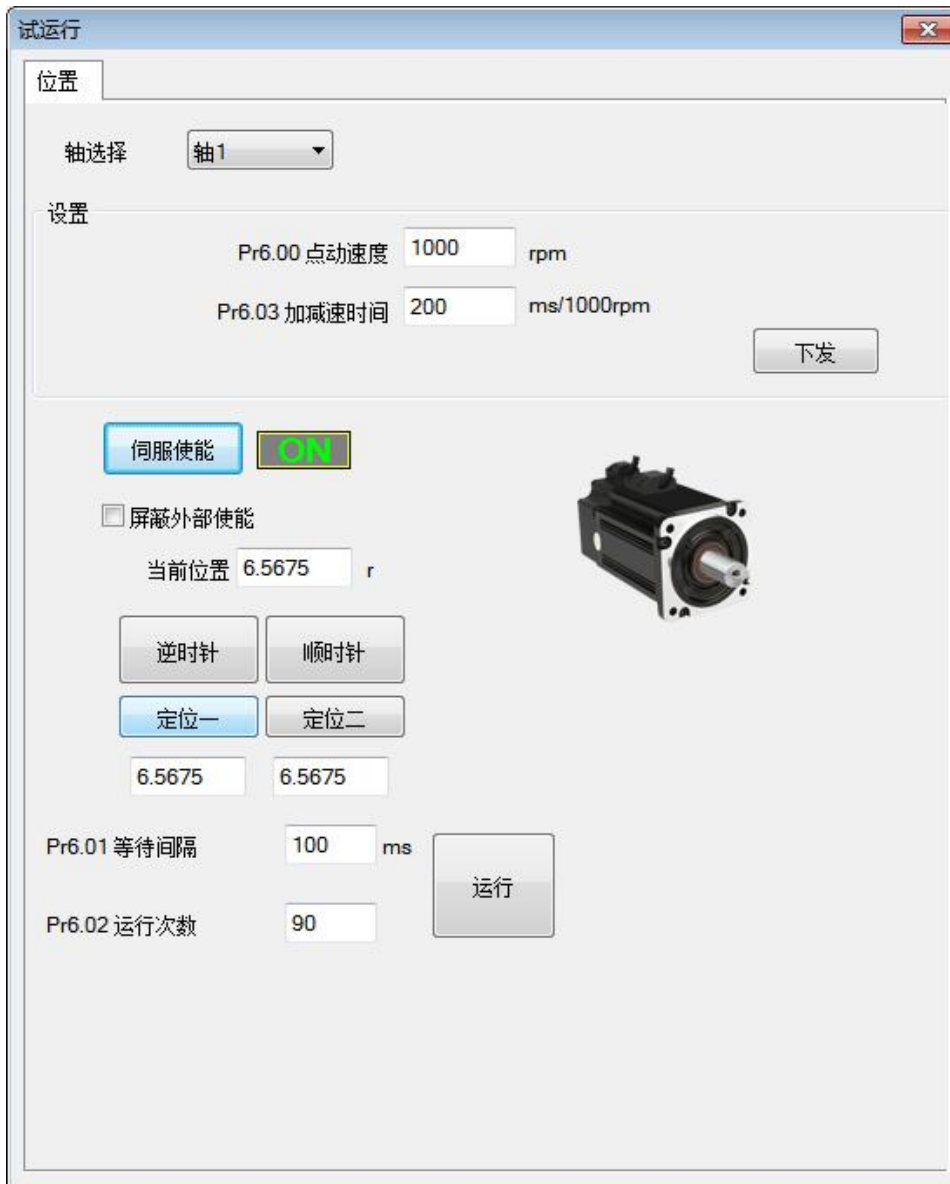 试运行
位置
轴选择 轴1
设置
Pr6.00 点动速度 1000 rpm
Pr6.03 加减速时间 200 ms/1000rpm
下发
伺服使能 ON
屏蔽外部使能
当前位置 6.5675 r
逆时针 顺时针
定位一 定位二
6.5675 6.5675
Pr6.01 等待间隔 100 ms
运行
Pr6.02 运行次数 90